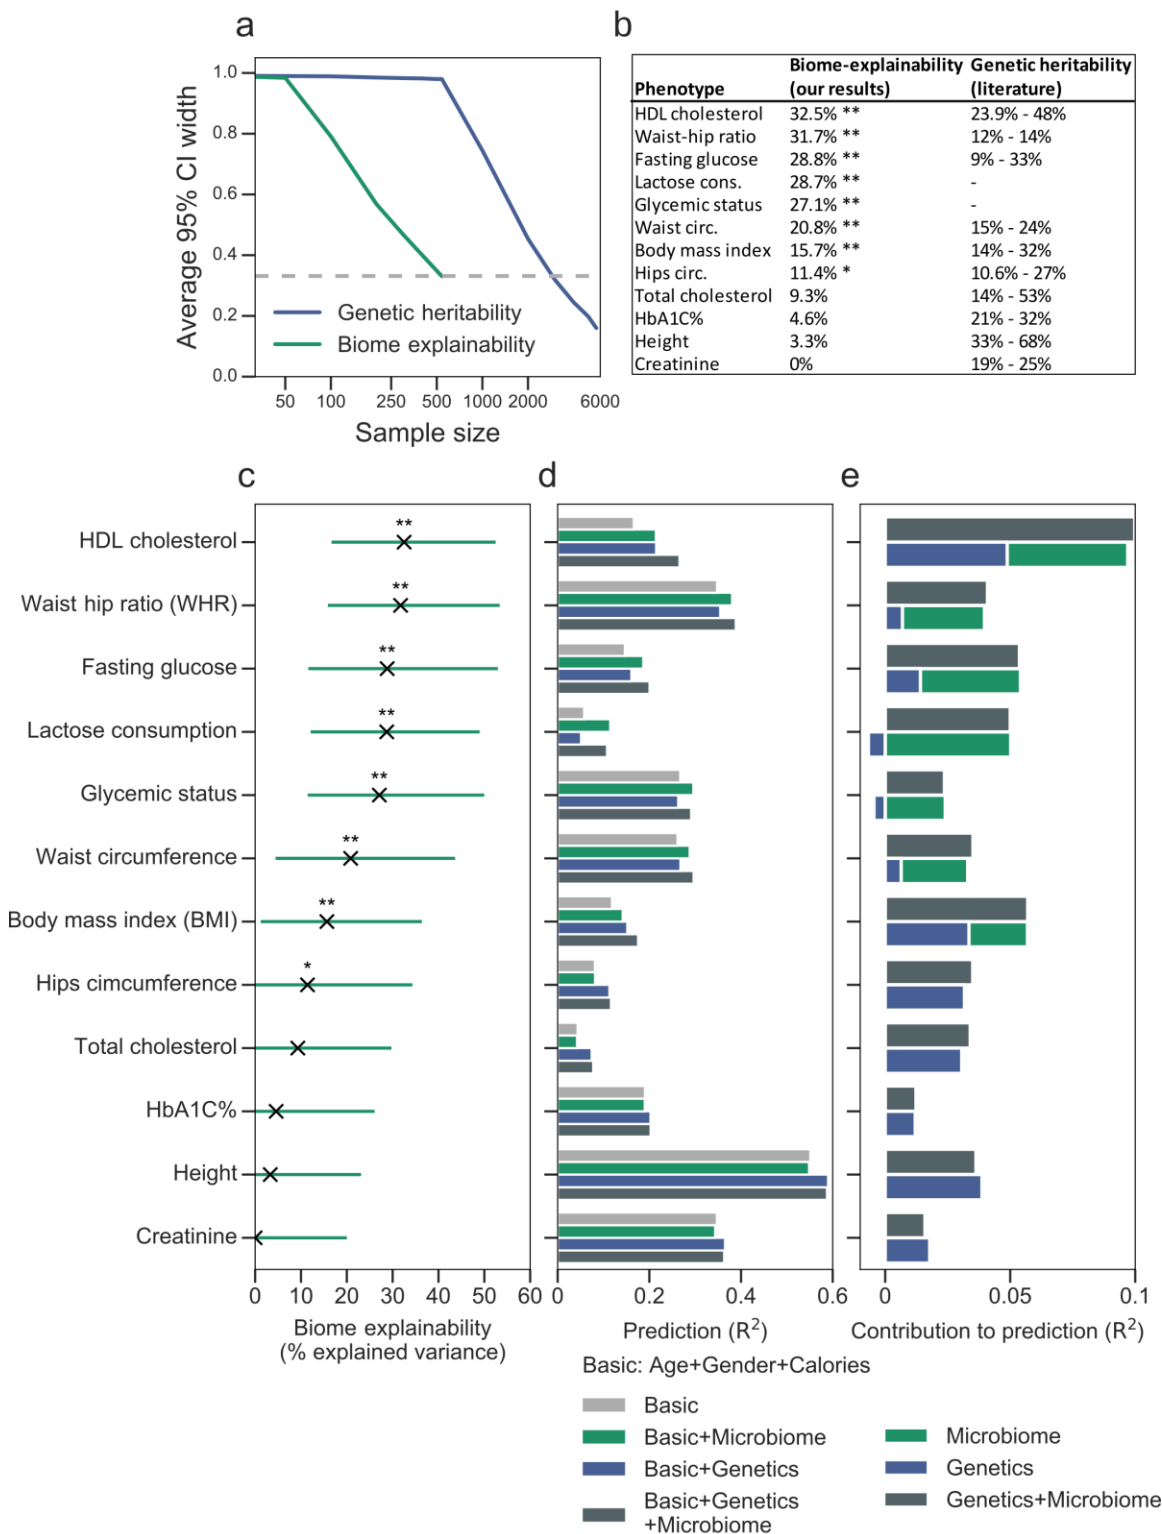 a
Average 95% CI width
1.0
0.8
0.6
0.4
0.2
0.0
Genetic heritability
Biome explainability
50 100 250 500 1000 2000 6000
Sample size
b
Biome-explainability Genetic heritability
Phenotype (our results) (literature)
HDL cholesterol 32.5% ** 23.9% - 48%
Waist-hip ratio 31.7% ** 12% - 14%
Fasting glucose 28.8% ** 9% - 33%
Lactose cons. 28.7% ** -
Glycemic status 27.1% ** -
Waist circ. 20.8% ** 15% - 24%
Body mass index 15.7% ** 14% - 32%
Hips circ. 11.4% * 10.6% - 27%
Total cholesterol 9.3% 14% - 53%
HbA1C% 4.6% 21% - 32%
Height 3.3% 33% - 68%
Creatinine 0% 19% - 25%
c
HDL cholesterol **
Waist hip ratio (WHR) **
Fasting glucose **
Lactose consumption **
Glycemic status **
Waist circumference **
Body mass index (BMI) **
Hips cimcumference *
Total cholesterol
HbA1C%
Height
Creatinine
0 10 20 30 40 50 60
Biome explainability
(% explained variance)
d
0 0.2 0.4 0.6
Prediction (R²)
e
0 0.05 0.1
Contribution to prediction (R²)
Basic: Age+Gender+Calories
Basic
Basic+Microbiome
Basic+Genetics
Basic+Genetics
+Microbiome
Microbiome
Genetics
Genetics+Microbiome